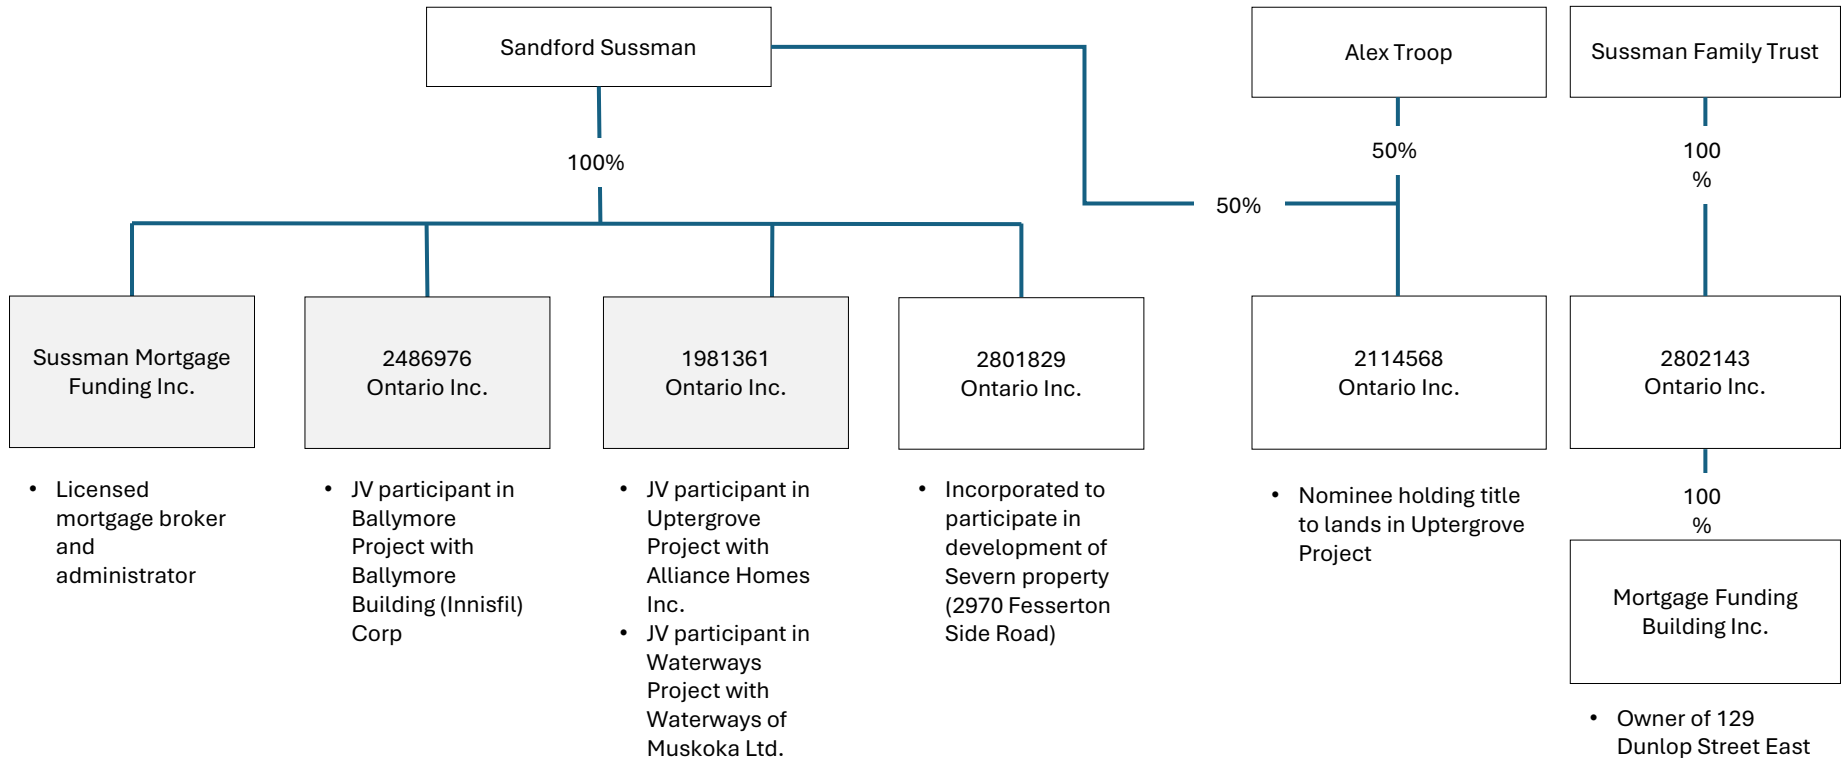 Sandford Sussman
Alex Troop
Sussman Family Trust
100%
50%
100
%
50%
Sussman Mortgage
Funding Inc.
2486976
Ontario Inc.
1981361
Ontario Inc.
2801829
Ontario Inc.
2114568
Ontario Inc.
2802143
Ontario Inc.
• Licensed
mortgage broker
and
administrator
• JV participant in
Ballymore
Project with
Ballymore
Building (Innisfil)
Corp
• JV participant in
Uptergrove
Project with
Alliance Homes
Inc.
• JV participant in
Waterways
Project with
Waterways of
Muskoka Ltd.
• Incorporated to
participate in
development of
Severn property
(2970 Fesserton
Side Road)
• Nominee holding title
to lands in Uptergrove
Project
100
%
Mortgage Funding
Building Inc.
• Owner of 129
Dunlop Street East